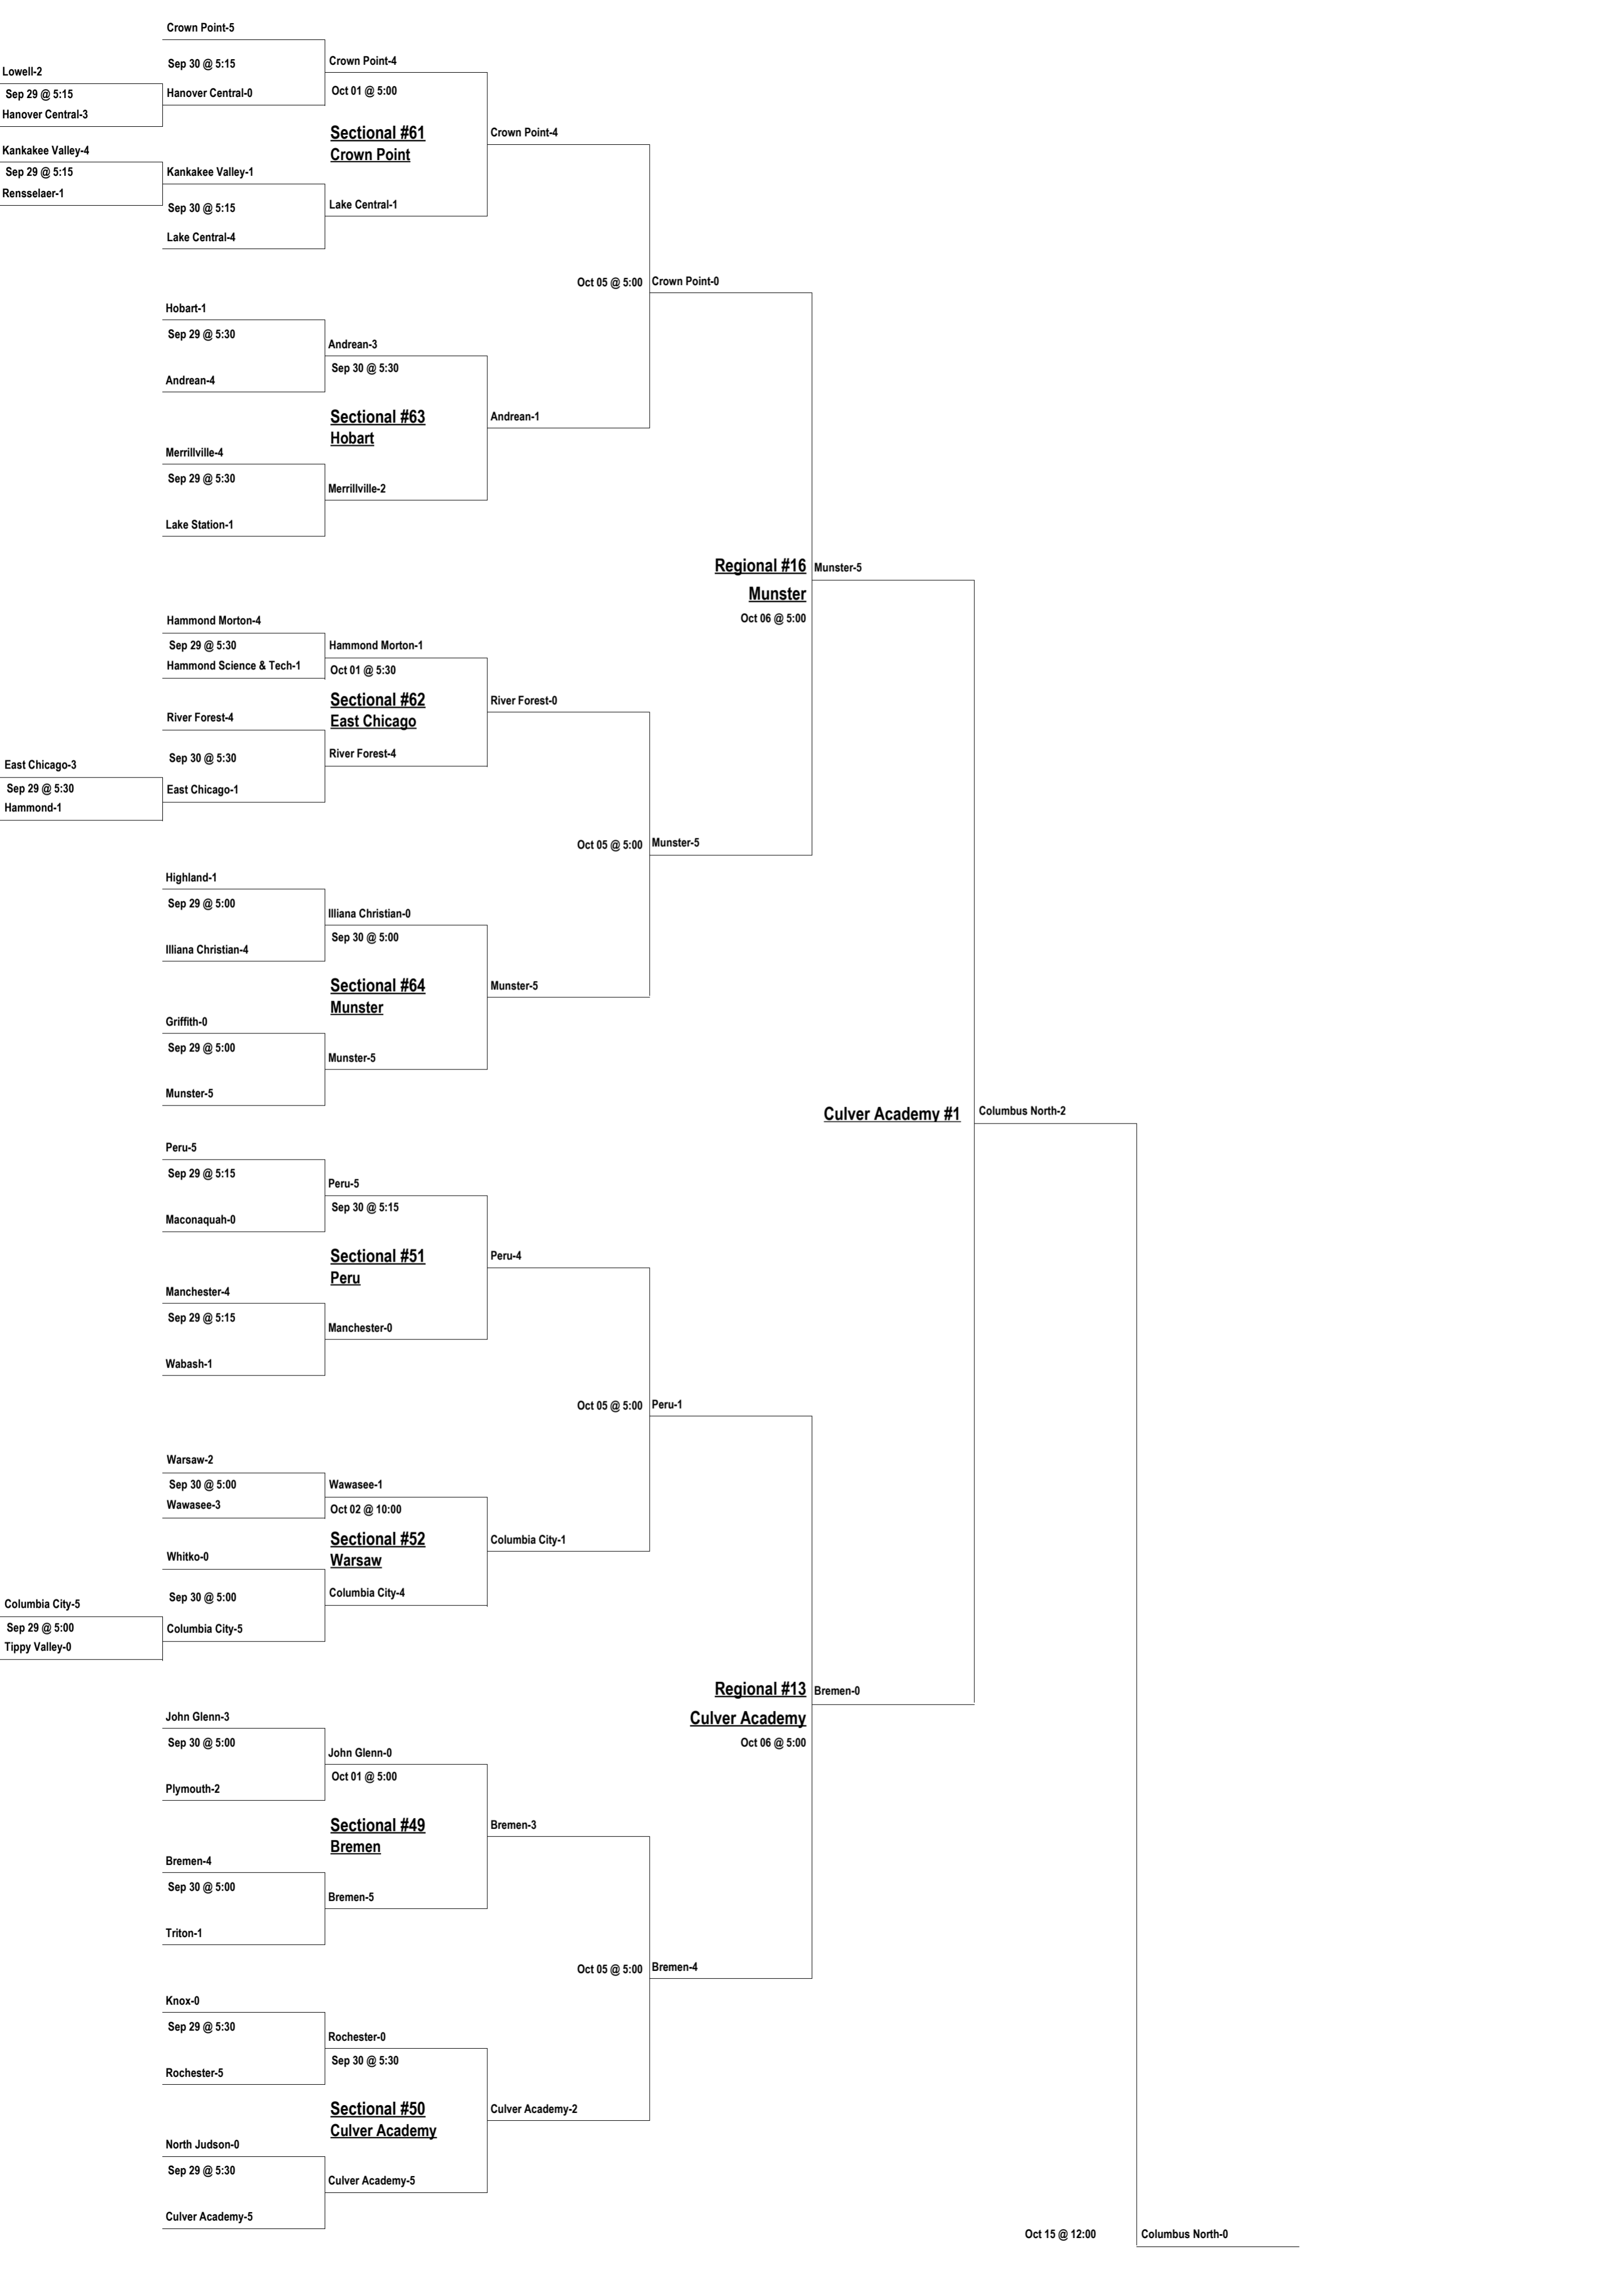 Crown Point-5
Sep 30 @ 5:15
Crown Point-4
Lowell-2
Sep 29 @ 5:15
Hanover Central-0
Oct 01 @ 5:00
Hanover Central-3
Sectional #61
Crown Point-4
Kankakee Valley-4
Crown Point
Sep 29 @ 5:15
Kankakee Valley-1
Rensselaer-1
Sep 30 @ 5:15
Lake Central-1
Lake Central-4
Oct 05 @ 5:00
Crown Point-0
Hobart-1
Sep 29 @ 5:30
Andrean-3
Sep 30 @ 5:30
Andrean-4
Sectional #63
Andrean-1
Hobart
Merrillville-4
Sep 29 @ 5:30
Merrillville-2
Lake Station-1
Regional #16
Munster-5
Munster
Oct 06 @ 5:00
Hammond Morton-4
Sep 29 @ 5:30
Hammond Morton-1
Hammond Science & Tech-1
Oct 01 @ 5:30
Sectional #62
River Forest-0
River Forest-4
East Chicago
Sep 30 @ 5:30
River Forest-4
East Chicago-3
Sep 29 @ 5:30
East Chicago-1
Hammond-1
Oct 05 @ 5:00
Munster-5
Highland-1
Sep 29 @ 5:00
Illiana Christian-0
Sep 30 @ 5:00
Illiana Christian-4
Sectional #64
Munster-5
Munster
Griffith-0
Sep 29 @ 5:00
Munster-5
Munster-5
Culver Academy #1
Columbus North-2
Peru-5
Sep 29 @ 5:15
Peru-5
Sep 30 @ 5:15
Maconaquah-0
Sectional #51
Peru-4
Peru
Manchester-4
Sep 29 @ 5:15
Manchester-0
Wabash-1
Oct 05 @ 5:00
Peru-1
Warsaw-2
Sep 30 @ 5:00
Wawasee-1
Wawasee-3
Oct 02 @ 10:00
Sectional #52
Columbia City-1
Whitko-0
Warsaw
Sep 30 @ 5:00
Columbia City-4
Columbia City-5
Sep 29 @ 5:00
Columbia City-5
Tippy Valley-0
Regional #13
Bremen-0
Culver Academy
Oct 06 @ 5:00
John Glenn-3
Sep 30 @ 5:00
John Glenn-0
Oct 01 @ 5:00
Plymouth-2
Sectional #49
Bremen-3
Bremen
Bremen-4
Sep 30 @ 5:00
Bremen-5
Triton-1
Oct 05 @ 5:00
Bremen-4
Knox-0
Sep 29 @ 5:30
Rochester-0
Sep 30 @ 5:30
Rochester-5
Sectional #50
Culver Academy-2
Culver Academy
North Judson-0
Sep 29 @ 5:30
Culver Academy-5
Culver Academy-5
Oct 15 @ 12:00
Columbus North-0